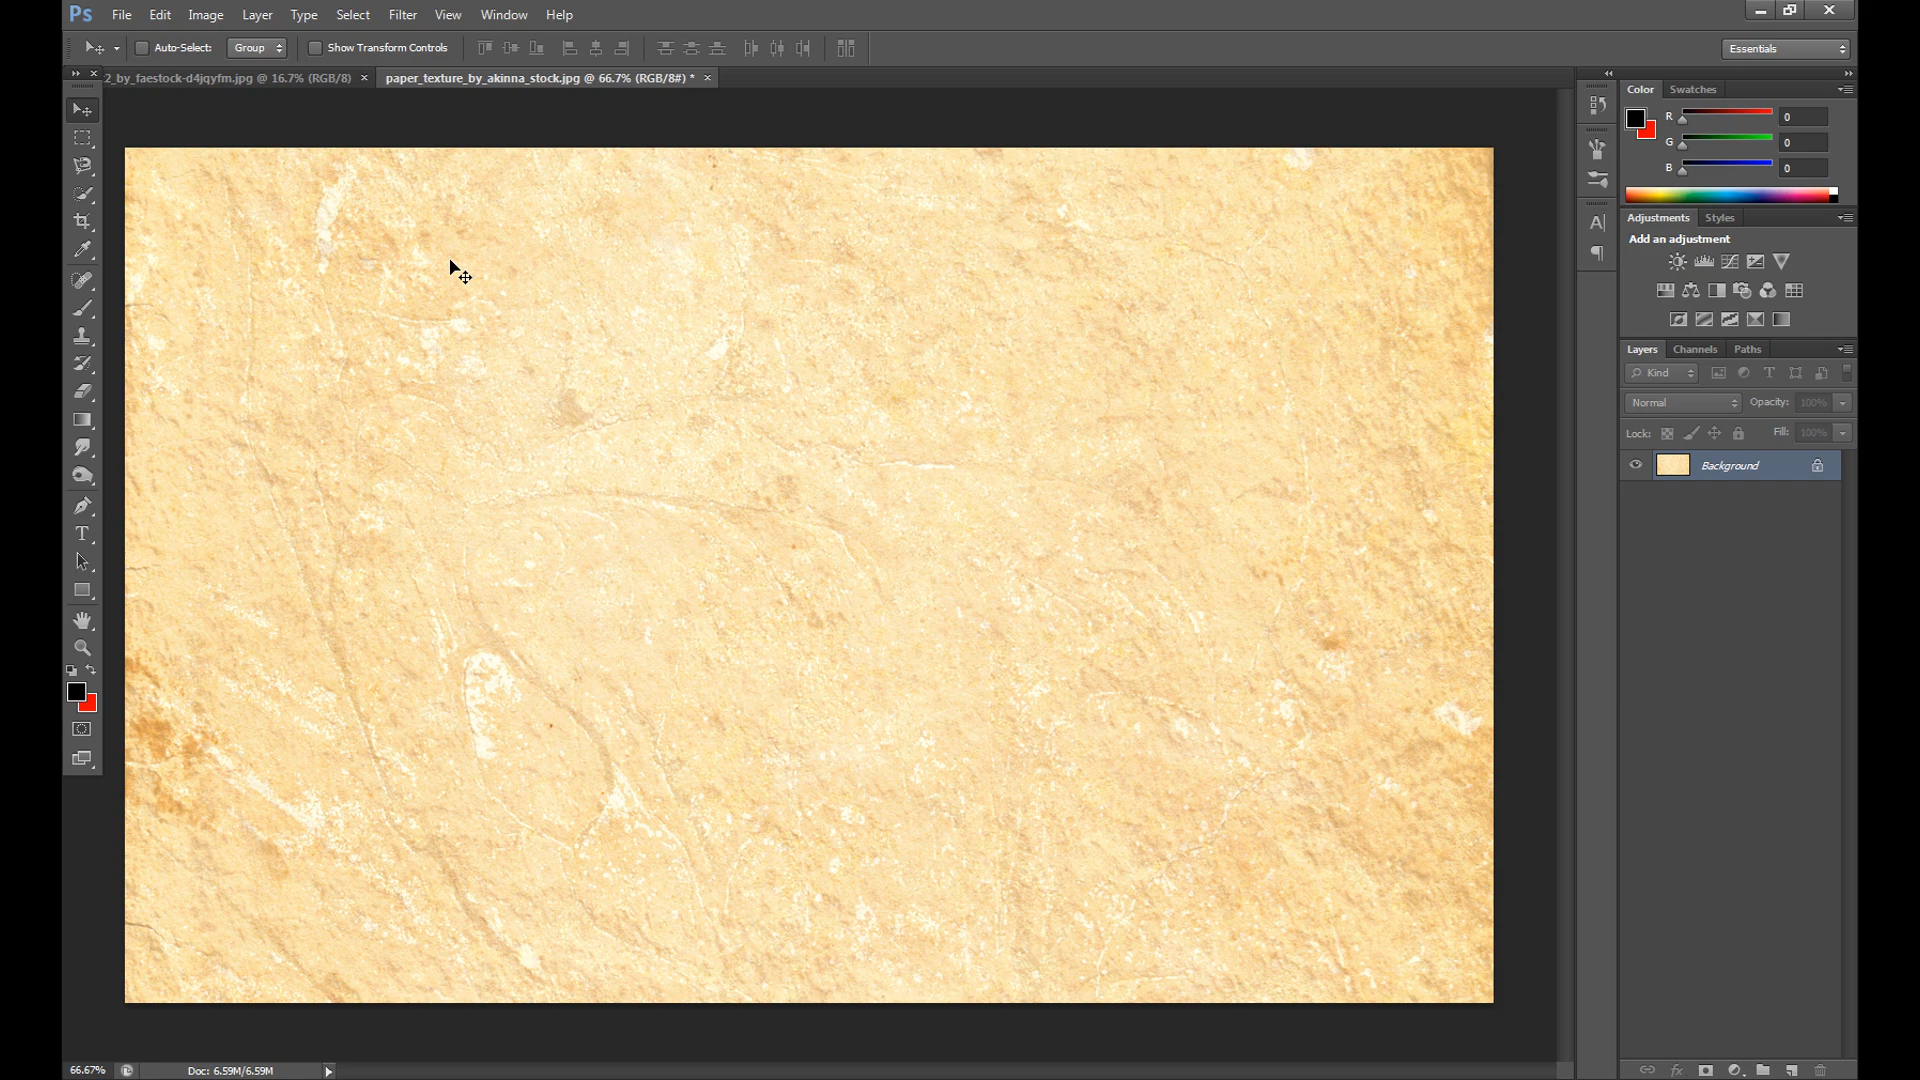 Ps File Edit Image Layer Type Select Filter View Window Help
Auto-Select: Group Show Transform Controls Essentials
2_by_faestock-d4jqyfm.jpg @ 16.7% (RGB/8) × paper_texture_by_akinna_stock.jpg @ 66.7% (RGB/8#) * ×
Color Swatches
R 0
G 0
B 0
Adjustments Styles
Add an adjustment
Layers Channels Paths
Kind
Normal Opacity: 100%
Lock: Fill: 100%
Background
66.67% Doc: 6.59M/6.59M